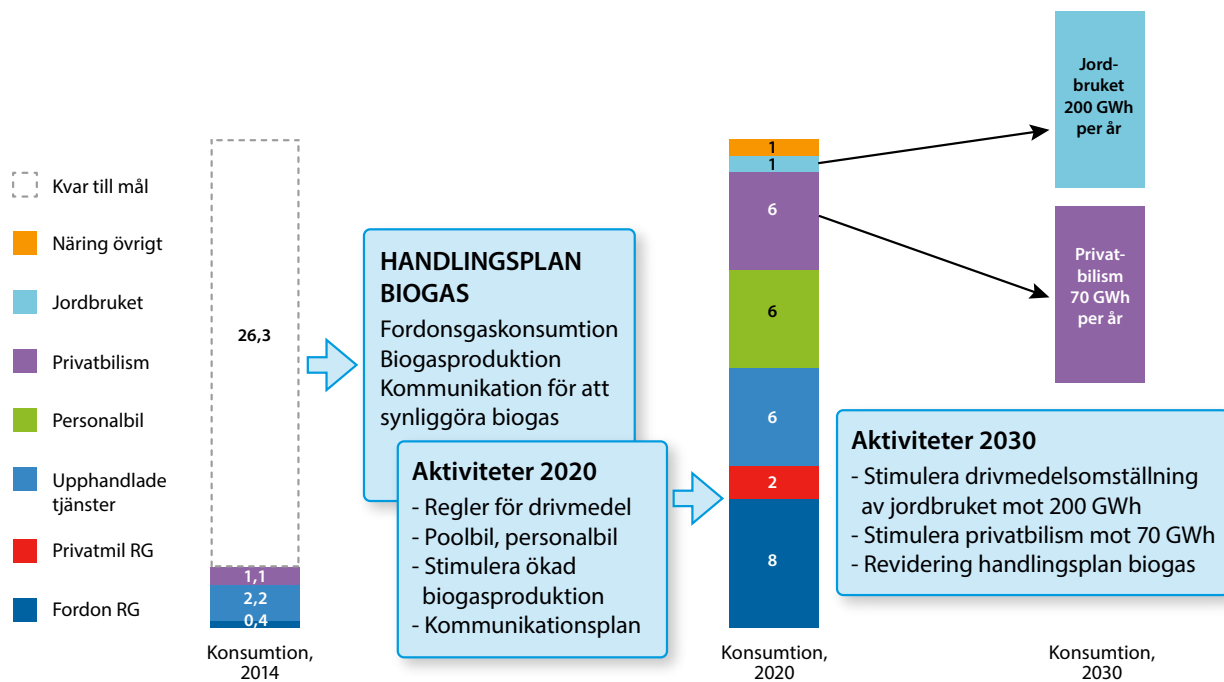 Kvar till mål
Näring övrigt
Jordbruket
Privatbilism
Personalbil
Upphandlade
tjänster
Privatmil RG
Fordon RG
26,3
1,1
2,2
0,4
Konsumtion,
2014
HANDLINGSPLAN
BIOGAS
Fordonsgaskonsumtion
Biogasproduktion
Kommunikation för att
synliggöra biogas
Aktiviteter 2020
- Regler för drivmedel
- Poolbil, personalbil
- Stimulera ökad
biogasproduktion
- Kommunikationsplan
1
1
6
6
6
2
8
Konsumtion,
2020
Jord-
bruket
200 GWh
per år
Privat-
bilism
70 GWh
per år
Aktiviteter 2030
- Stimulera drivmedelsomställning
av jordbruket mot 200 GWh
- Stimulera privatbilism mot 70 GWh
- Revidering handlingsplan biogas
Konsumtion,
2030